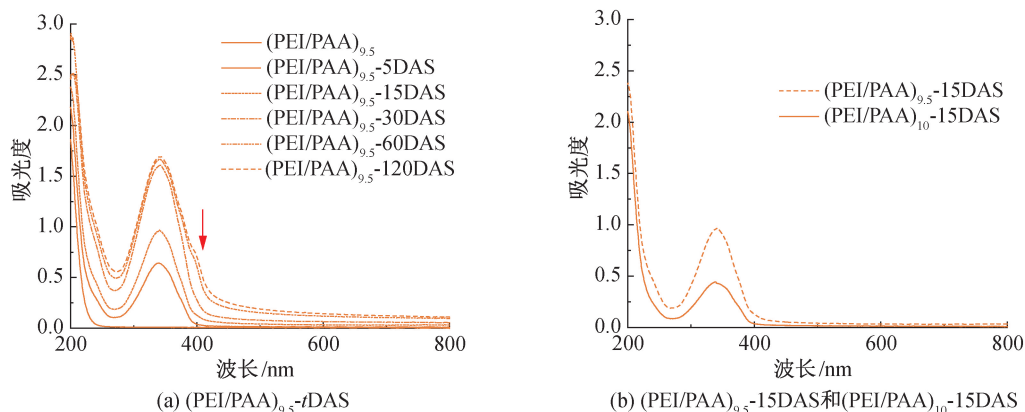 3.0
2.5
2.0
1.5
1.0
0.5
0.0
吸光度
(PEI/PAA)9.5
(PEI/PAA)9.5-5DAS
(PEI/PAA)9.5-15DAS
(PEI/PAA)9.5-30DAS
(PEI/PAA)9.5-60DAS
(PEI/PAA)9.5-120DAS
200 400 600 800
波长/nm
(a) (PEI/PAA)9.5-tDAS
3.0
2.5
2.0
1.5
1.0
0.5
0.0
吸光度
(PEI/PAA)9.5-15DAS
(PEI/PAA)10-15DAS
200 400 600 800
波长/nm
(b) (PEI/PAA)9.5-15DAS和(PEI/PAA)10-15DAS